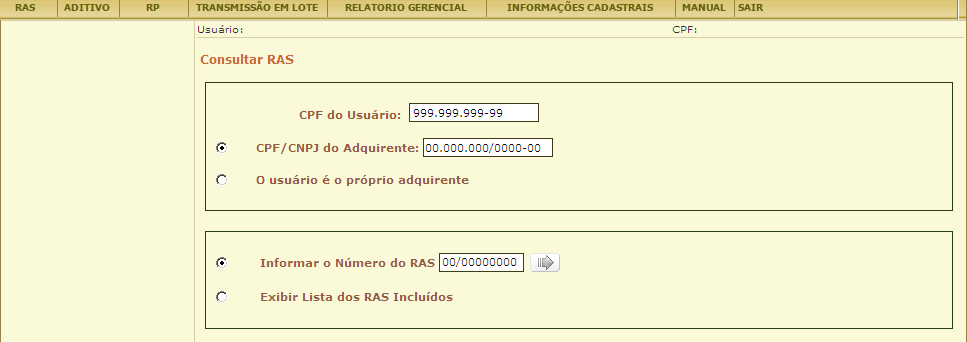 RAS ADITIVO RP TRANSMISSÃO EM LOTE RELATORIO GERENCIAL INFORMAÇÕES CADASTRAIS MANUAL SAIR
Usuário: CPF:
Consultar RAS
CPF do Usuário: 999.999.999-99
CPF/CNPJ do Adquirente: 00.000.000/0000-00
O usuário é o próprio adquirente
Informar o Número do RAS 00/00000000
Exibir Lista dos RAS Incluídos